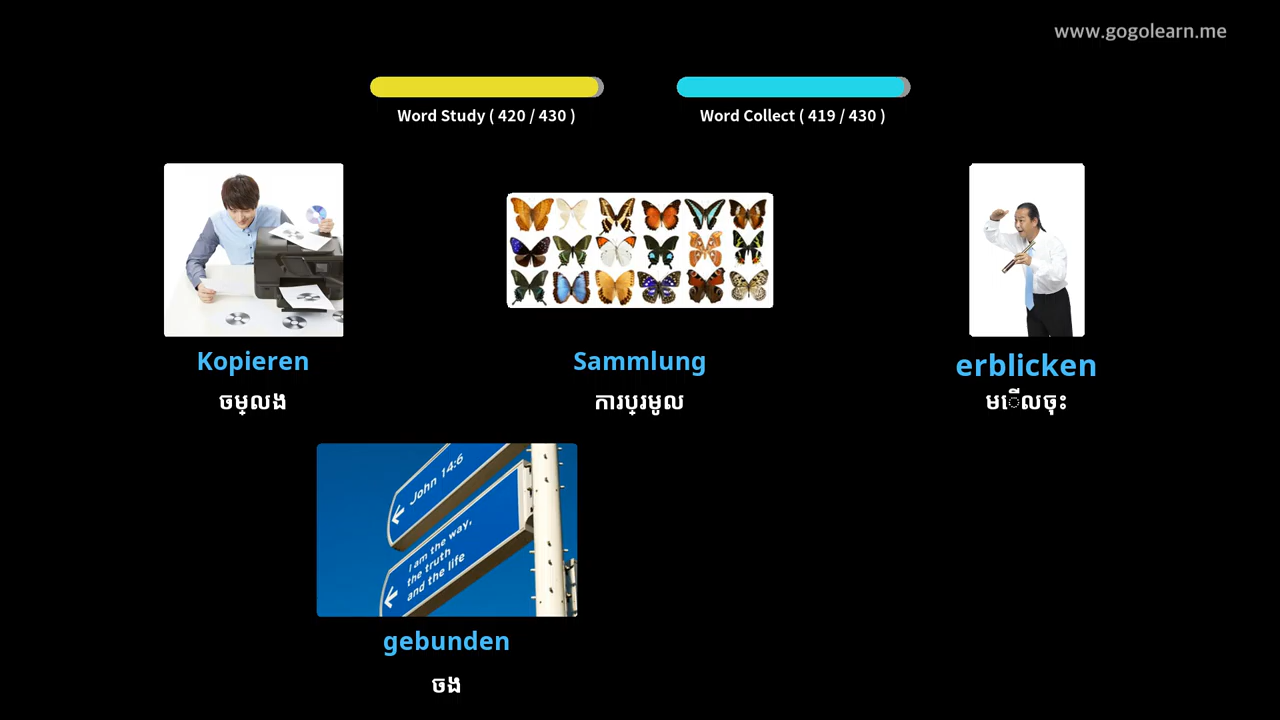 www.gogolearn.me
Word Study ( 420 / 430 )
Word Collect ( 419 / 430 )
Kopieren
Sammlung
erblicken
ចម្លង
ការប្រមូល
មើលចុះ
John 14:6
I am the way,
the truth
and the life
gebunden
ចង